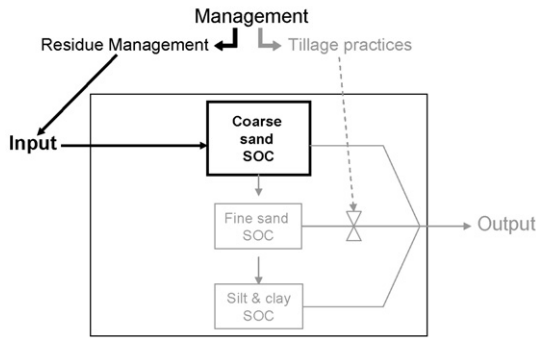 Management
Residue Management
Tillage practices
Input
Coarse
sand
SOC
Fine sand
SOC
Output
Silt & clay
SOC